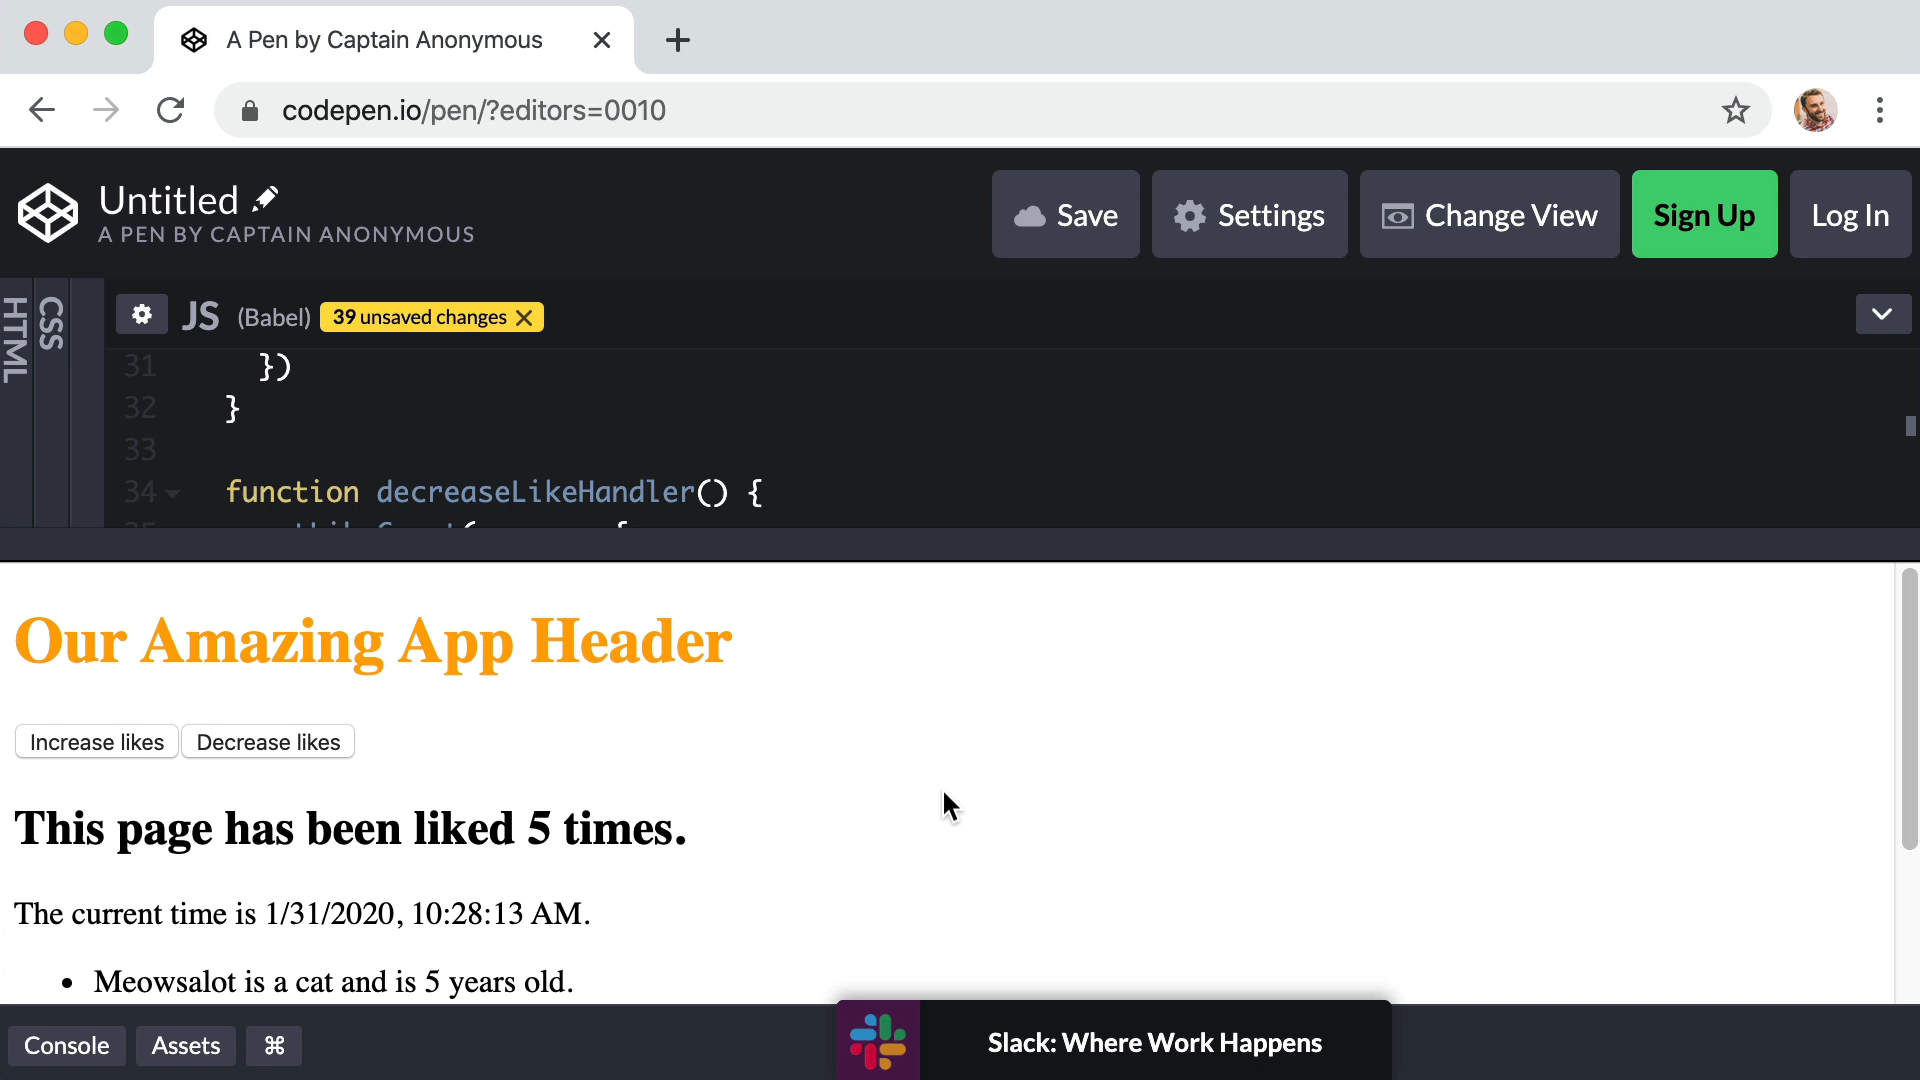 A Pen by Captain Anonymous
codepen.io/pen/?editors=0010
Untitled
A PEN BY CAPTAIN ANONYMOUS
Save
Settings
Change View
Sign Up
Log In
HTML
CSS
JS (Babel) 39 unsaved changes
31 })
32 }
33
34 function decreaseLikeHandler() {
Our Amazing App Header
Increase likes Decrease likes
This page has been liked 5 times.
The current time is 1/31/2020, 10:28:13 AM.
• Meowsalot is a cat and is 5 years old.
Console Assets ⌘
Slack: Where Work Happens